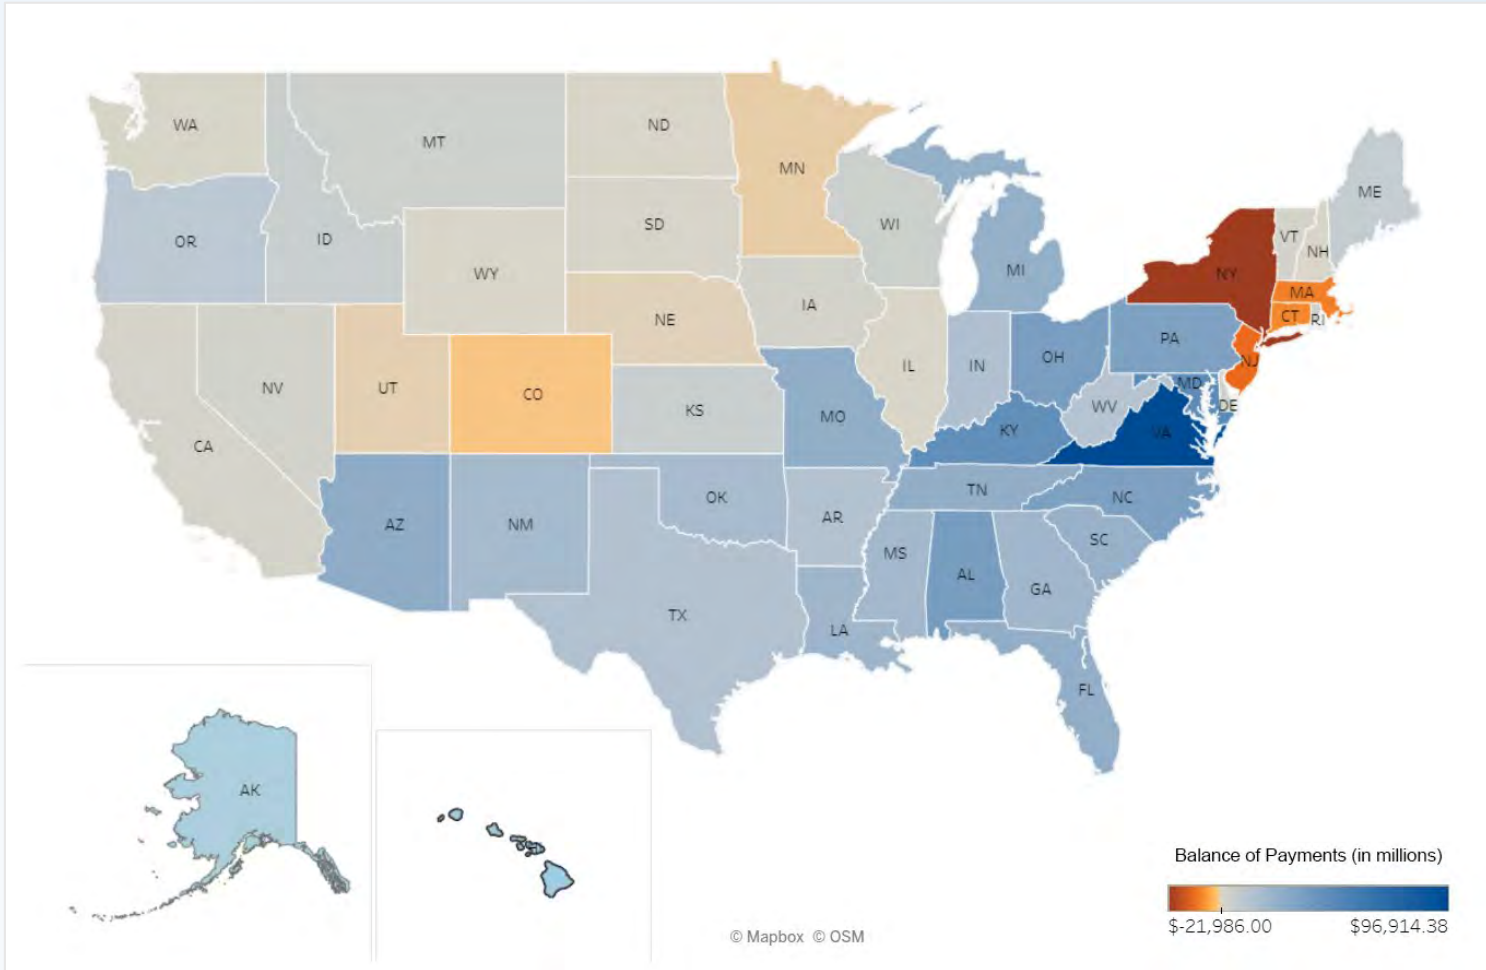 WA
MT
ND
MN
OR
ID
SD
WI
ME
WY
MI
VT
NH
NY
MA
CT
RI
IA
NE
PA
NJ
NV
UT
CO
IL
IN
OH
MD
DE
KS
MO
WV
VA
KY
CA
AZ
NM
OK
AR
TN
NC
SC
MS
AL
GA
TX
LA
FL
AK
Balance of Payments (in millions)
$-21,986.00 $96,914.38
© Mapbox © OSM